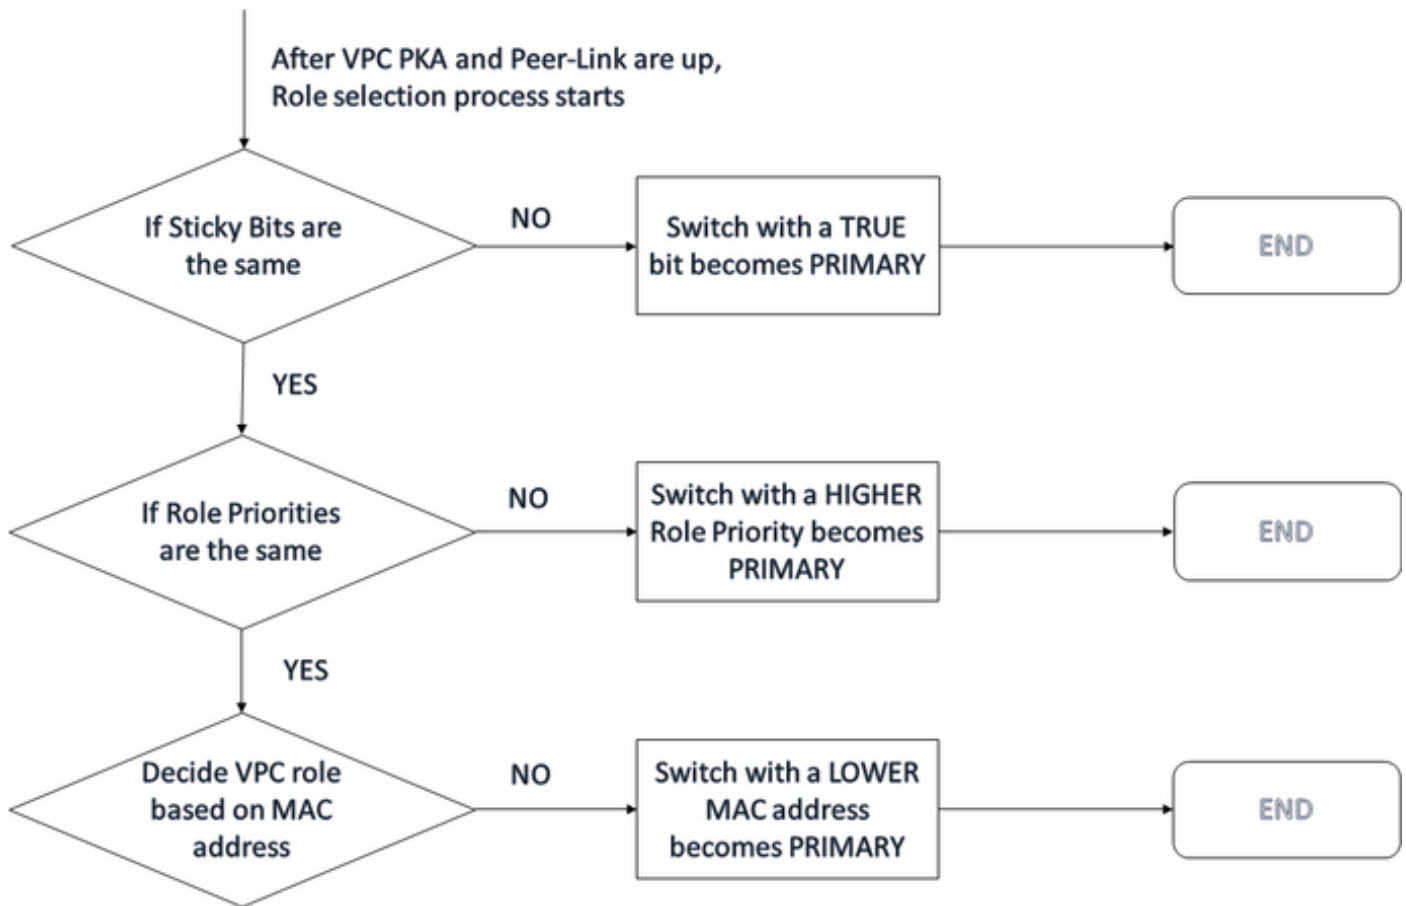 After VPC PKA and Peer-Link are up,
Role selection process starts
If Sticky Bits are
the same
NO
Switch with a TRUE
bit becomes PRIMARY
END
YES
If Role Priorities
are the same
NO
Switch with a HIGHER
Role Priority becomes
PRIMARY
END
YES
Decide VPC role
based on MAC
address
NO
Switch with a LOWER
MAC address
becomes PRIMARY
END